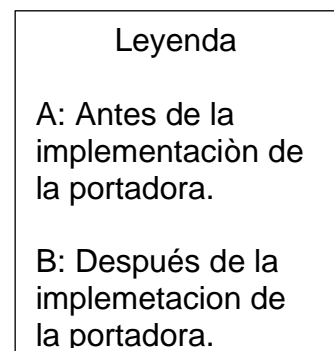 Leyenda
A: Antes de la
implementaciòn de
la portadora.
B: Después de la
implemetacion de
la portadora.